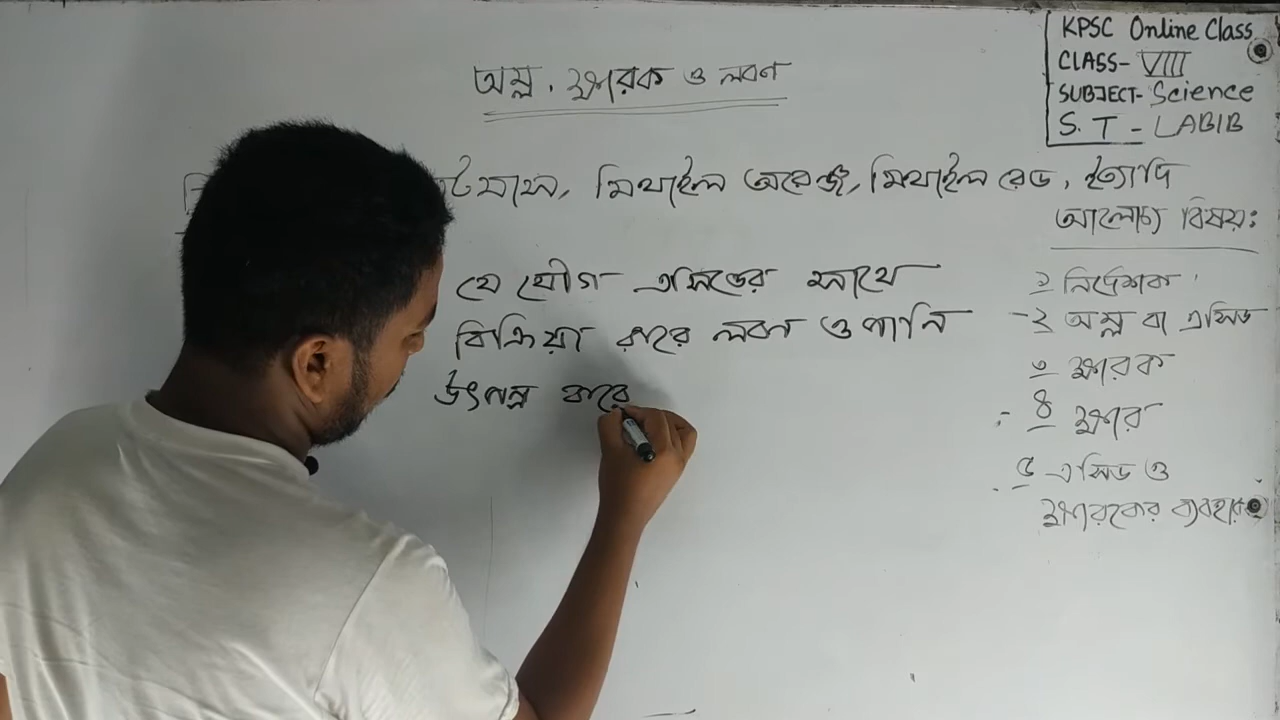 অম্ল, ক্ষারক ও লবণ
KPSC Online Class
CLASS- VIII
SUBJECT- Science
S. T - LABIB
মিথাইল অরেঞ্জ, মিথাইল রেড, ইত্যাদি
যে যৌগ এসিডের সাথে
বিক্রিয়া করে লবণ ও পানি
উৎপন্ন করে
আলোচ্য বিষয়ঃ
১ নির্দেশক
২ অম্ল বা এসিড
৩ ক্ষারক
৪ ক্ষার
৫ এসিড ও
ক্ষারকের ব্যবহার